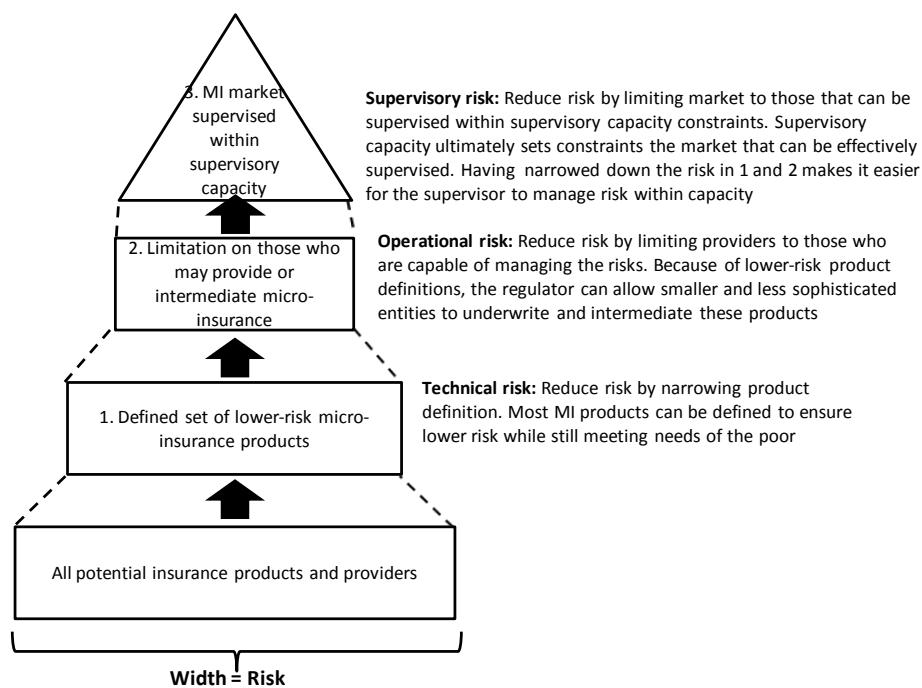 3. MI market
supervised
within
supervisory
capacity
Supervisory risk: Reduce risk by limiting market to those that can be
supervised within supervisory capacity constraints. Supervisory
capacity ultimately sets constraints the market that can be effectively
supervised. Having narrowed down the risk in 1 and 2 makes it easier
for the supervisor to manage risk within capacity
2. Limitation on those who
may provide or
intermediate micro-
insurance
Operational risk: Reduce risk by limiting providers to those who
are capable of managing the risks. Because of lower-risk product
definitions, the regulator can allow smaller and less sophisticated
entities to underwrite and intermediate these products
1. Defined set of lower-risk micro-
insurance products
Technical risk: Reduce risk by narrowing product
definition. Most MI products can be defined to ensure
lower risk while still meeting needs of the poor
All potential insurance products and providers
Width = Risk